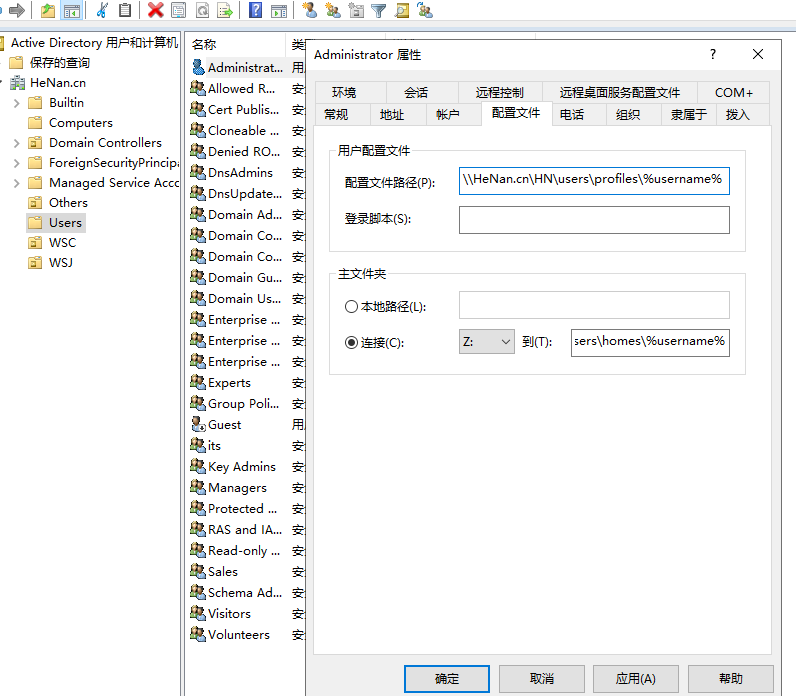 Active Directory 用户和计算机
保存的查询
HeNan.cn
Builtin
Computers
Domain Controllers
ForeignSecurityPrincipa
Managed Service Acco
Others
Users
WSC
WSJ
名称
Administrat... 用
Allowed R... 安
Cert Publis... 安
Cloneable ... 安
Denied RO... 安
DnsAdmins 安
DnsUpdate... 安
Domain Ad... 安
Domain Co... 安
Domain Co... 安
Domain Gu... 安
Domain Us... 安
Enterprise ... 安
Enterprise ... 安
Enterprise ... 安
Experts 安
Group Poli... 安
Guest 用
its 安
Key Admins 安
Managers 安
Protected ... 安
RAS and IA... 安
Read-only ... 安
Sales 安
Schema Ad... 安
Visitors 安
Volunteers 安
Administrator 属性
?
环境 会话 远程控制 远程桌面服务配置文件 COM+
常规 地址 帐户 配置文件 电话 组织 隶属于 拨入
用户配置文件
配置文件路径(P): \\HeNan.cn\HN\users\profiles\%username%
登录脚本(S):
主文件夹
本地路径(L):
连接(C): Z: 到(T): sers\homes\%username%
确定 取消 应用(A) 帮助